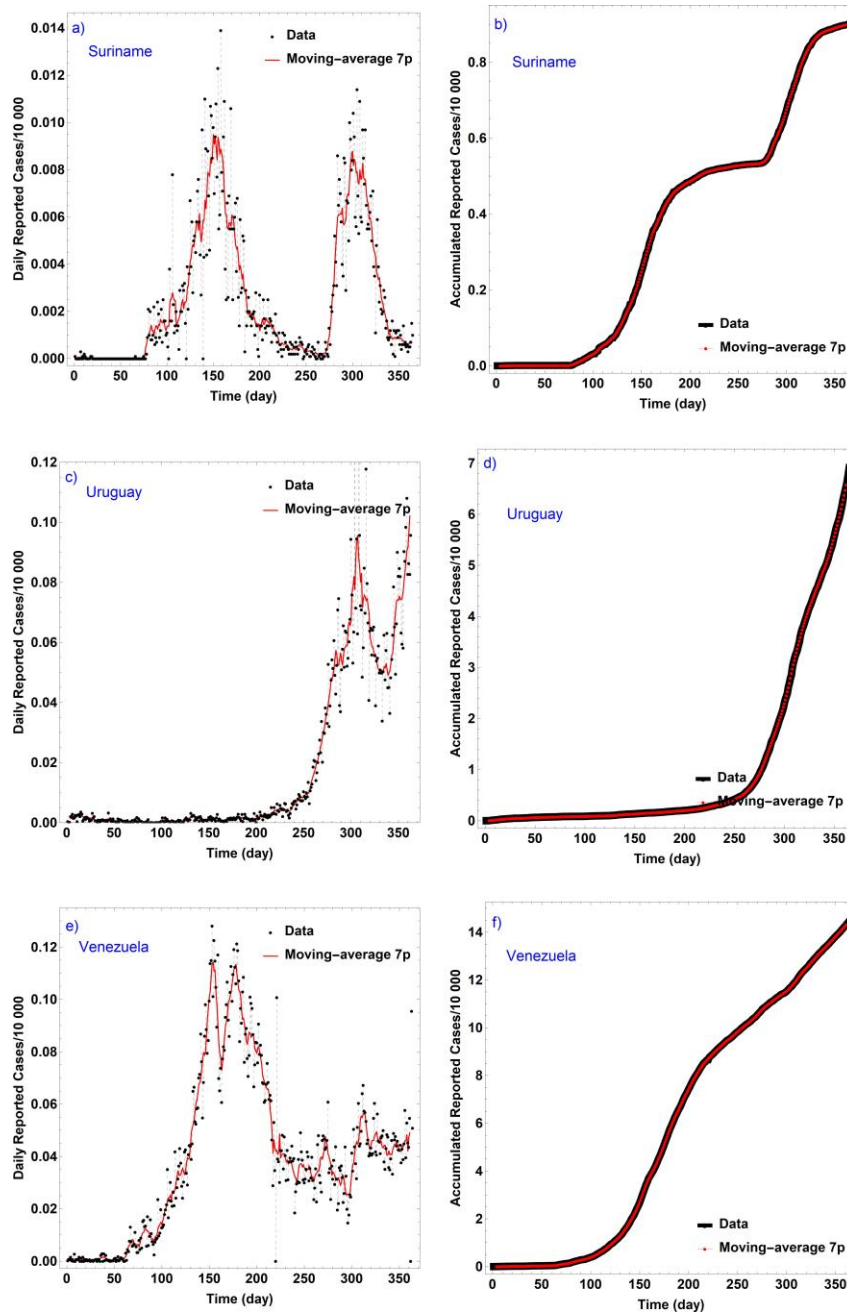 a)
Suriname
Data
Moving-average 7p
Daily Reported Cases/10 000
0.014
0.012
0.010
0.008
0.006
0.004
0.002
0.000
0 50 100 150 200 250 300 350
Time (day)
b)
Suriname
Data
Moving-average 7p
Accumulated Reported Cases/10 000
0.8
0.6
0.4
0.2
0.0
0 50 100 150 200 250 300 350
Time (day)
c)
Uruguay
Data
Moving-average 7p
Daily Reported Cases/10 000
0.12
0.10
0.08
0.06
0.04
0.02
0.00
0 50 100 150 200 250 300 350
Time (day)
d)
Uruguay
Data
Moving-average 7p
Accumulated Reported Cases/10 000
7
6
5
4
3
2
1
0
0 50 100 150 200 250 300 350
Time (day)
e)
Venezuela
Data
Moving-average 7p
Daily Reported Cases/10 000
0.12
0.10
0.08
0.06
0.04
0.02
0.00
0 50 100 150 200 250 300 350
Time (day)
f)
Venezuela
Data
Moving-average 7p
Accumulated Reported Cases/10 000
14
12
10
8
6
4
2
0
0 50 100 150 200 250 300 350
Time (day)